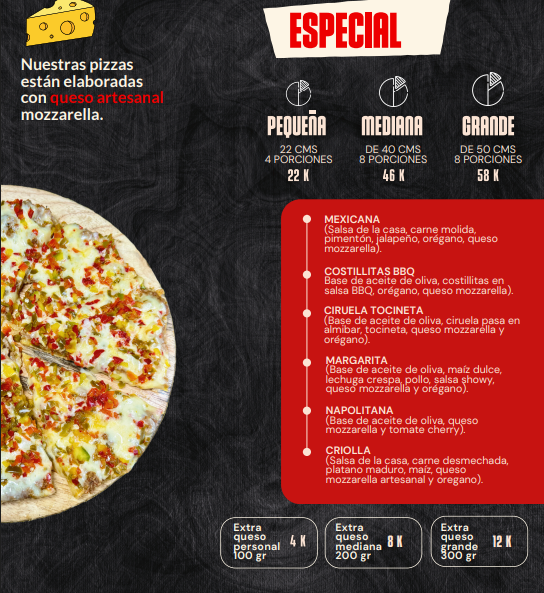 ESPECIAL
Nuestras pizzas
están elaboradas
con queso artesanal
mozzarella.
PEQUEÑA
22 CMS
4 PORCIONES
22 K
MEDIANA
DE 40 CMS
8 PORCIONES
46 K
GRANDE
DE 50 CMS
8 PORCIONES
58 K
MEXICANA
(Salsa de la casa, carne molida,
pimentón, jalapeño, orégano, queso
mozzarella).
COSTILLITAS BBQ
Base de aceite de oliva, costillitas en
salsa BBQ, orégano, queso mozzarella).
CIRUELA TOCINETA
(Base de aceite de oliva, ciruela pasa en
almibar, tocineta, queso mozzarella y
orégano).
MARGARITA
(Base de aceite de oliva, maíz dulce,
lechuga crespa, pollo, salsa showy,
queso mozzarella y orégano).
NAPOLITANA
(Base de aceite de oliva, queso
mozzarella y tomate cherry).
CRIOLLA
(Salsa de la casa, carne desmechada,
platano maduro, maíz, queso
mozzarella artesanal y oregano).
Extra
queso
personal
100 gr
4 K
Extra
queso
mediana
200 gr
8 K
Extra
queso
grande
300 gr
12 K